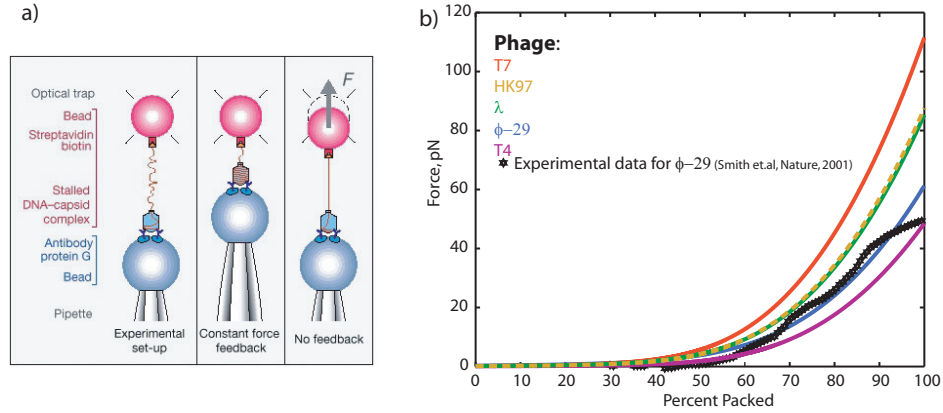 a)
Optical trap
Bead
Streptavidin
biotin
Stalled
DNA–capsid
complex
Antibody
protein G
Bead
Pipette
F
Experimental
set-up
Constant force
feedback
No feedback
b)
Force, pN
120
100
80
60
40
20
0
Phage:
T7
HK97
λ
ϕ–29
T4
Experimental data for ϕ–29 (Smith et.al, Nature, 2001)
0 10 20 30 40 50 60 70 80 90 100
Percent Packed